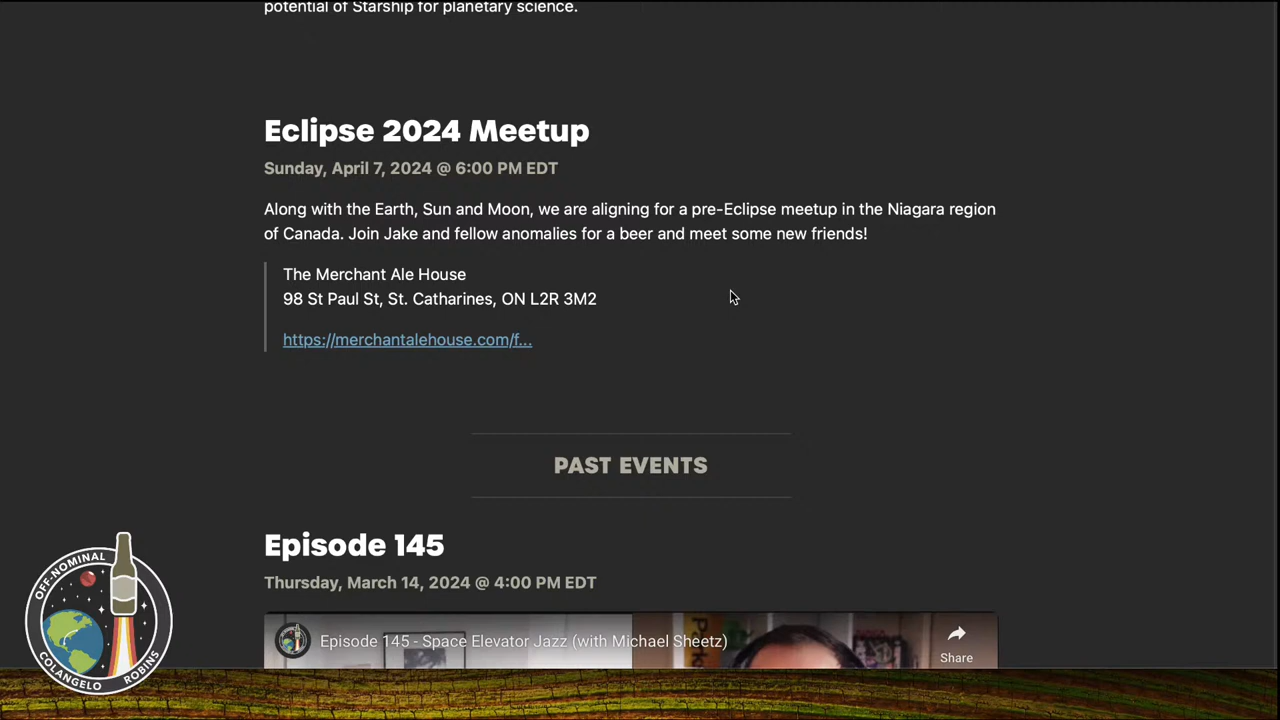 potential of Starship for planetary science.
Eclipse 2024 Meetup
Sunday, April 7, 2024 @ 6:00 PM EDT
Along with the Earth, Sun and Moon, we are aligning for a pre-Eclipse meetup in the Niagara region
of Canada. Join Jake and fellow anomalies for a beer and meet some new friends!
The Merchant Ale House
98 St Paul St, St. Catharines, ON L2R 3M2
https://merchantalehouse.com/f...
PAST EVENTS
Episode 145
Thursday, March 14, 2024 @ 4:00 PM EDT
Episode 145 - Space Elevator Jazz (with Michael Sheetz)
Share
OFF-NOMINAL
COLANGELO
ROBINS